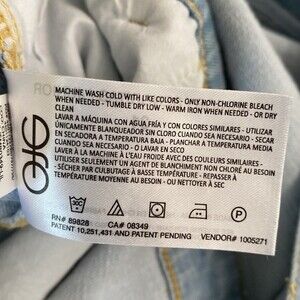 MACHINE WASH COLD WITH LIKE COLORS - ONLY NON-CHLORINE BLEACH
WHEN NEEDED - TUMBLE DRY LOW - WARM IRON WHEN NEEDED - OR DRY
CLEAN
LAVAR A MÁQUINA CON AGUA FRÍA Y CON COLORES SIMILARES - UTILIZAR
ÚNICAMENTE BLANQUEADOR SIN CLORO CUANDO SEA NECESARIO - SECAR
EN SECADORA A TEMPERATURA BAJA - PLANCHAR A TEMPERATURA MEDIA
CUANDO SEA NECESARIO - O LAVAR EN SECO
LAVER À LA MACHINE À L'EAU FROIDE AVEC DES COULEURS SIMILAIRES -
UTILISER SEULEMENT UN AGENT DE BLANCHIMENT NON CHLORÉ AU BESOIN
- SÉCHER PAR CULBUTAGE À BASSE TEMPÉRATURE - REPASSER À
TEMPÉRATURE MOYENNE AU BESOIN - OU NETTOYER À SEC
RN# 89828 CA# 08349
PATENT 10,251,431 AND PATENT PENDING VENDOR# 1005271